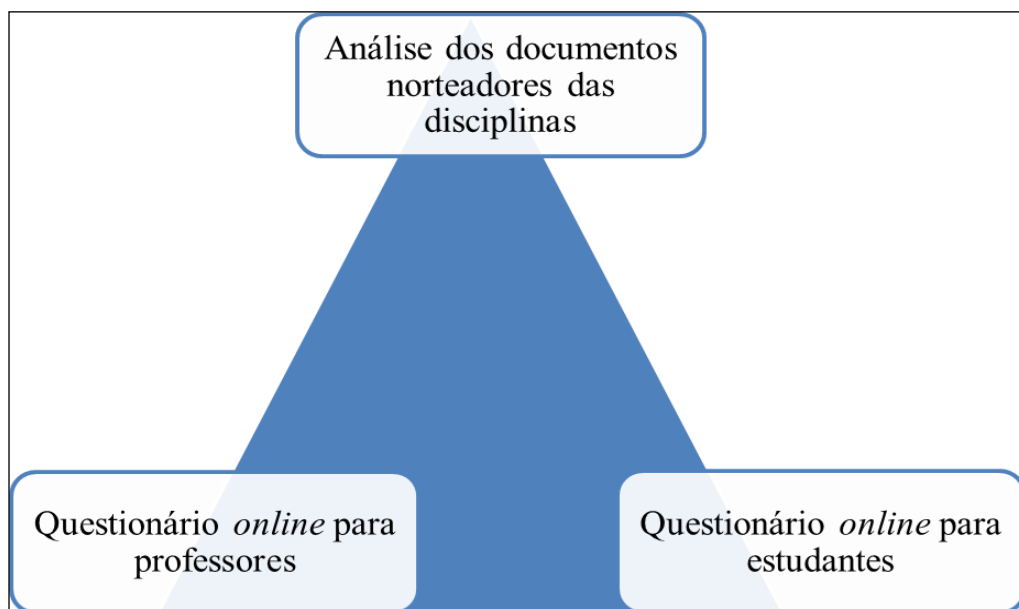 Análise dos documentos
norteadores das
disciplinas
Questionário online para
professores
Questionário online para
estudantes